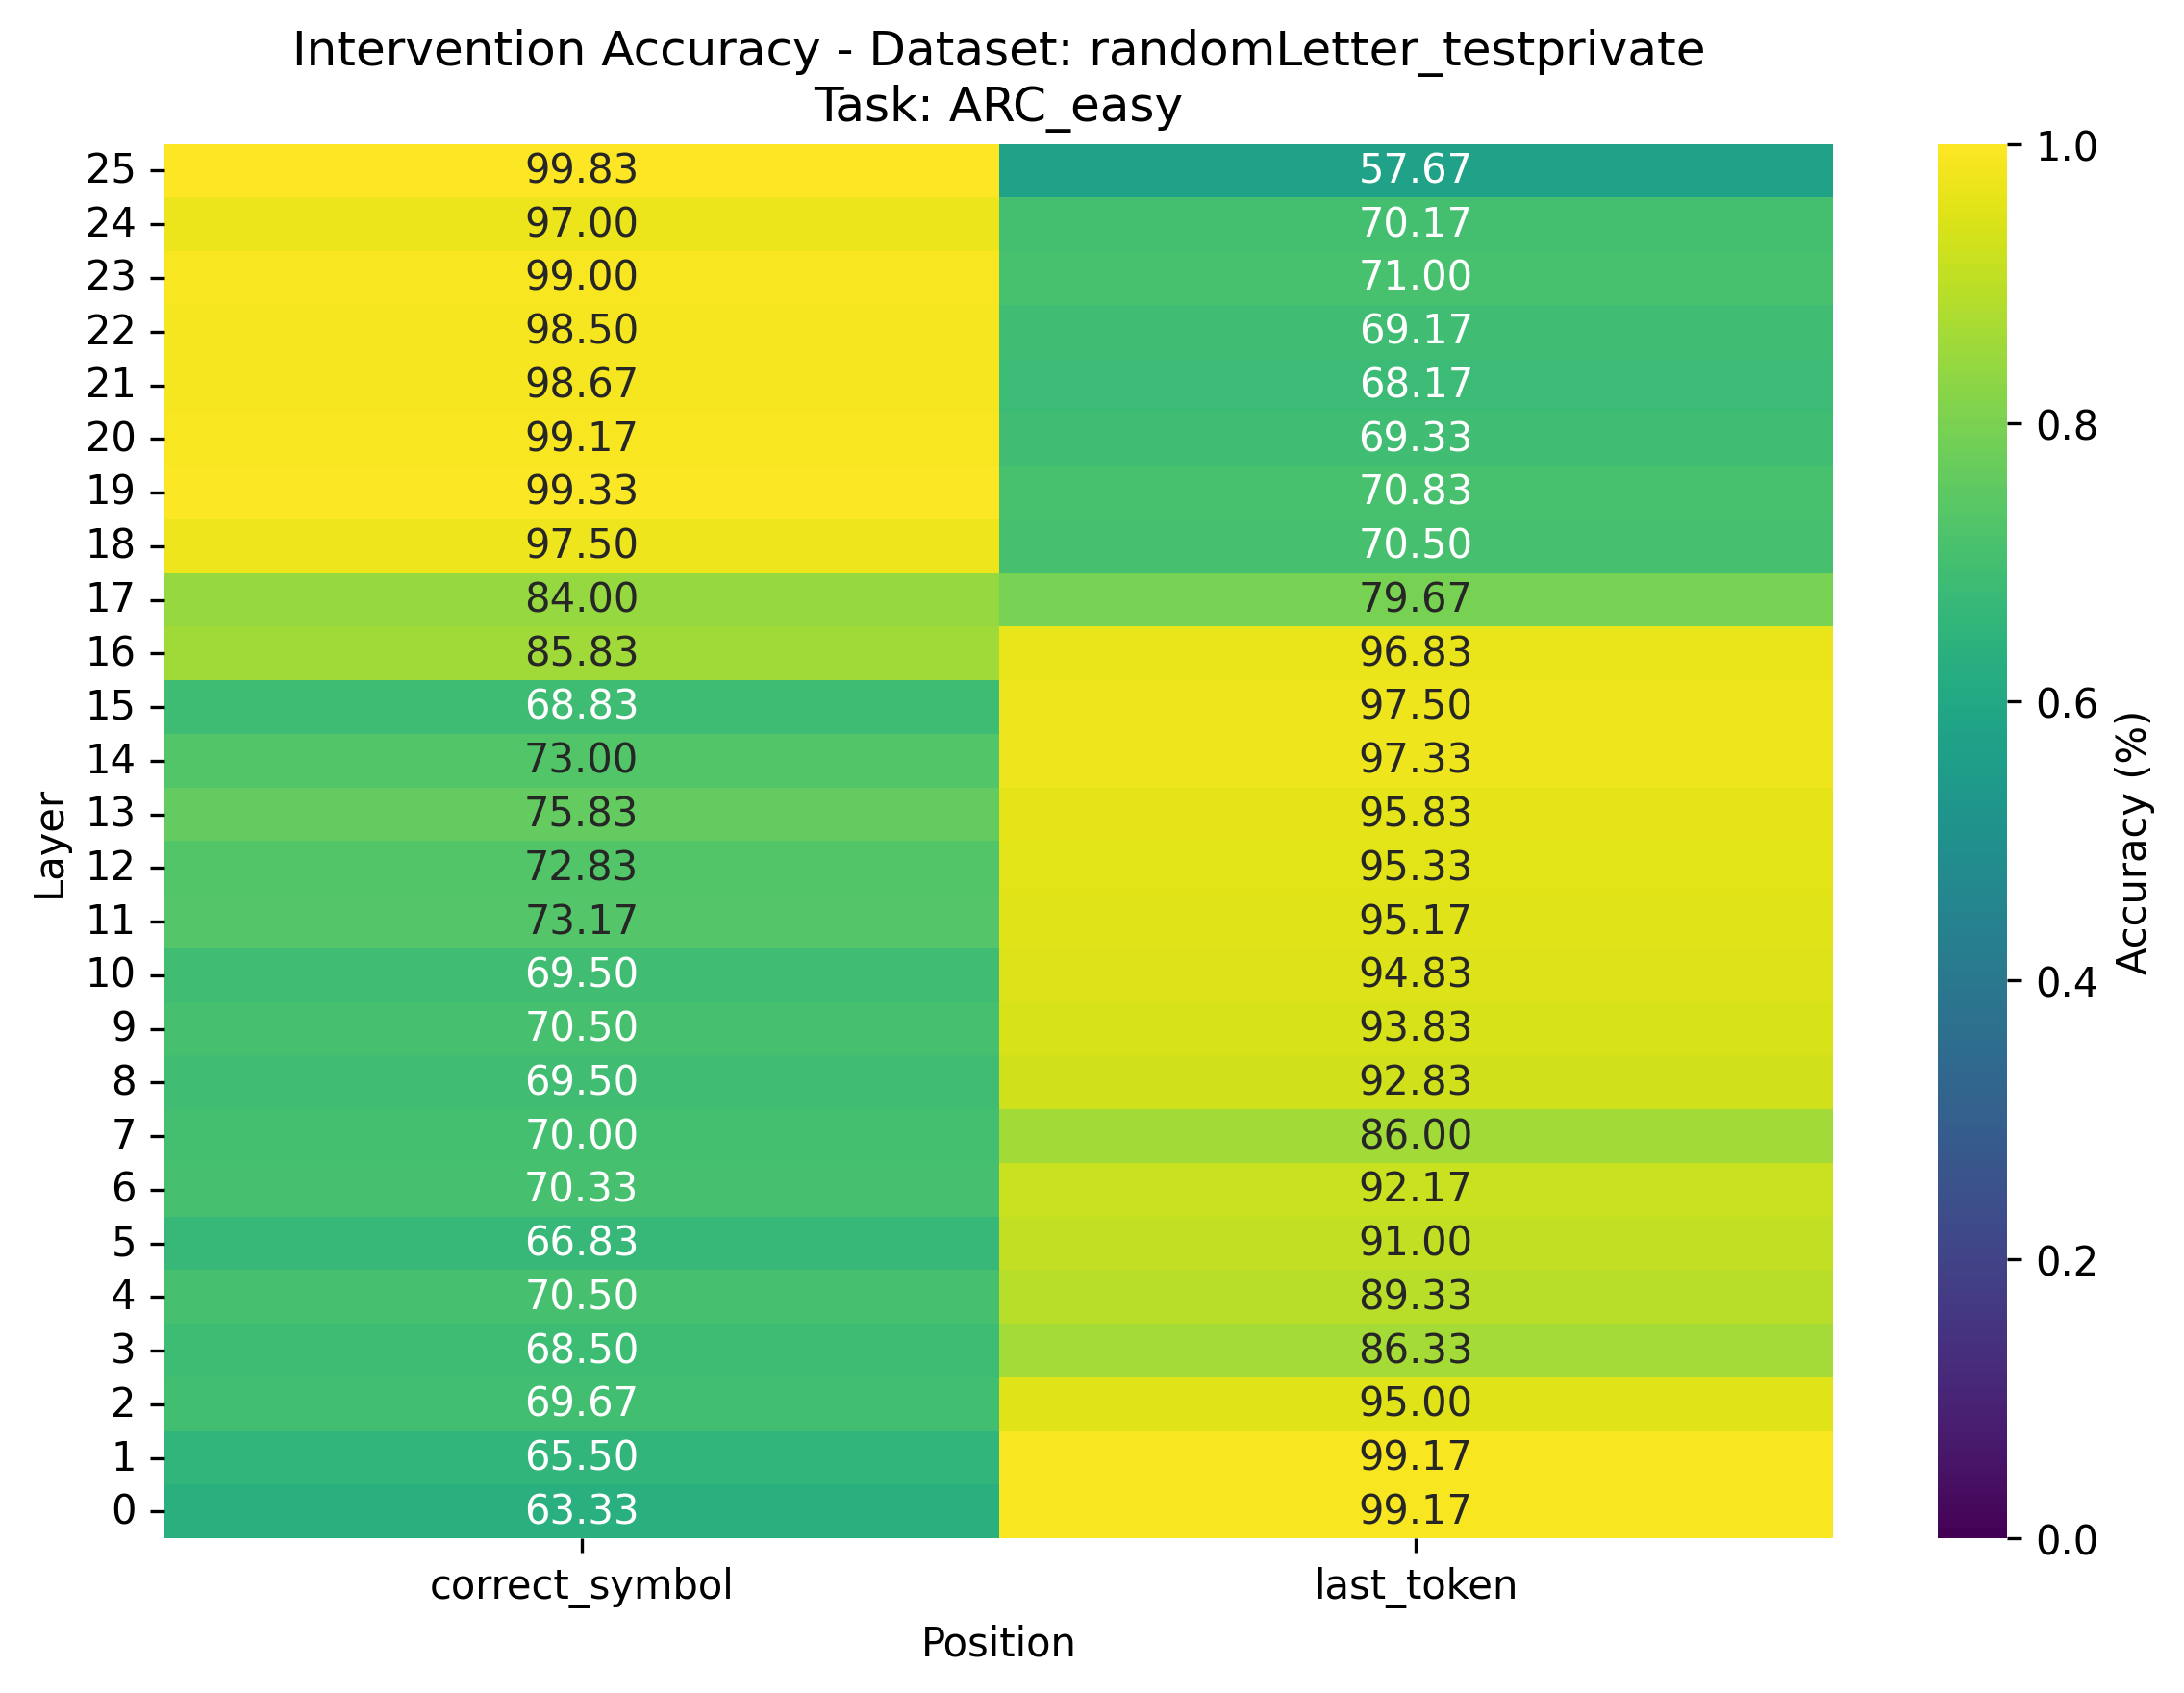 Intervention Accuracy - Dataset: randomLetter_testprivate
Task: ARC_easy
25 99.83 57.67
24 97.00 70.17
23 99.00 71.00
22 98.50 69.17
21 98.67 68.17
20 99.17 69.33
19 99.33 70.83
18 97.50 70.50
17 84.00 79.67
16 85.83 96.83
15 68.83 97.50
14 73.00 97.33
13 75.83 95.83
12 72.83 95.33
11 73.17 95.17
10 69.50 94.83
9 70.50 93.83
8 69.50 92.83
7 70.00 86.00
6 70.33 92.17
5 66.83 91.00
4 70.50 89.33
3 68.50 86.33
2 69.67 95.00
1 65.50 99.17
0 63.33 99.17
correct_symbol last_token
Position
Layer
1.0
0.8
0.6
0.4
0.2
0.0
Accuracy (%)